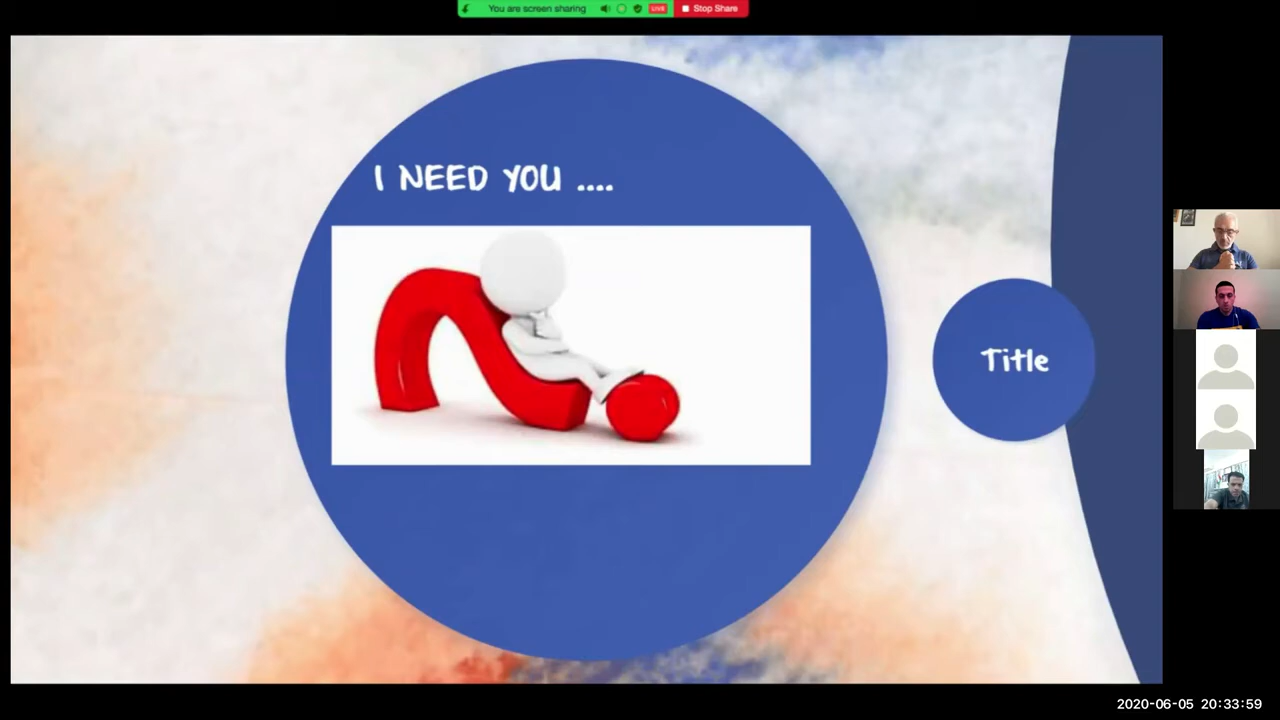 You are screen sharing
LIVE
Stop Share
I NEED YOU ....
Title
2020-06-05 20:33:59